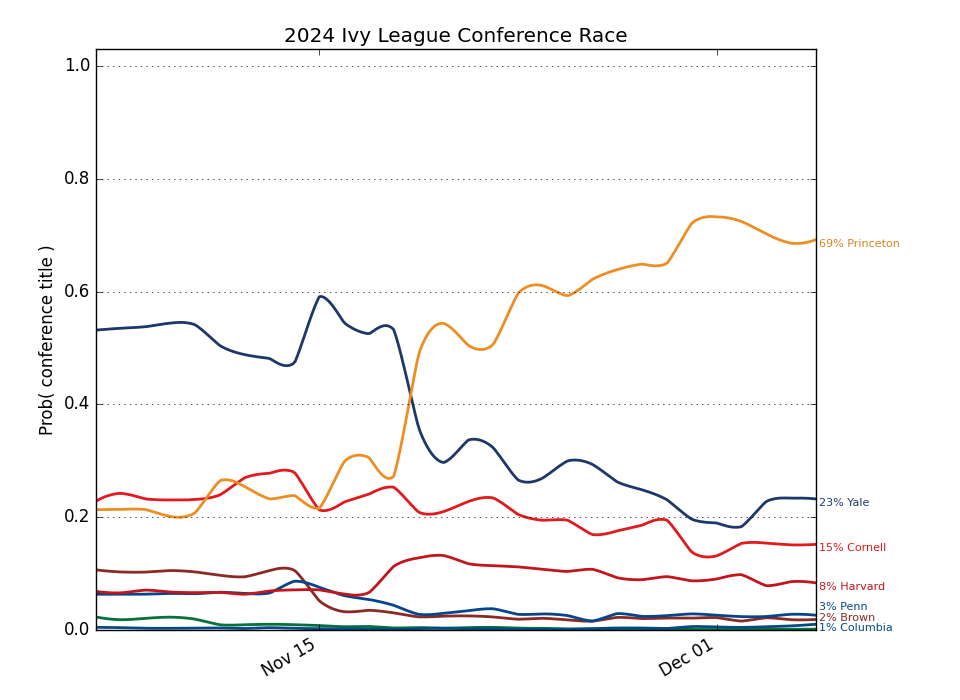 2024 Ivy League Conference Race
Prob( conference title )
1.0
0.8
0.6
0.4
0.2
0.0
Nov 15
Dec 01
69% Princeton
23% Yale
15% Cornell
8% Harvard
3% Penn
2% Brown
1% Columbia